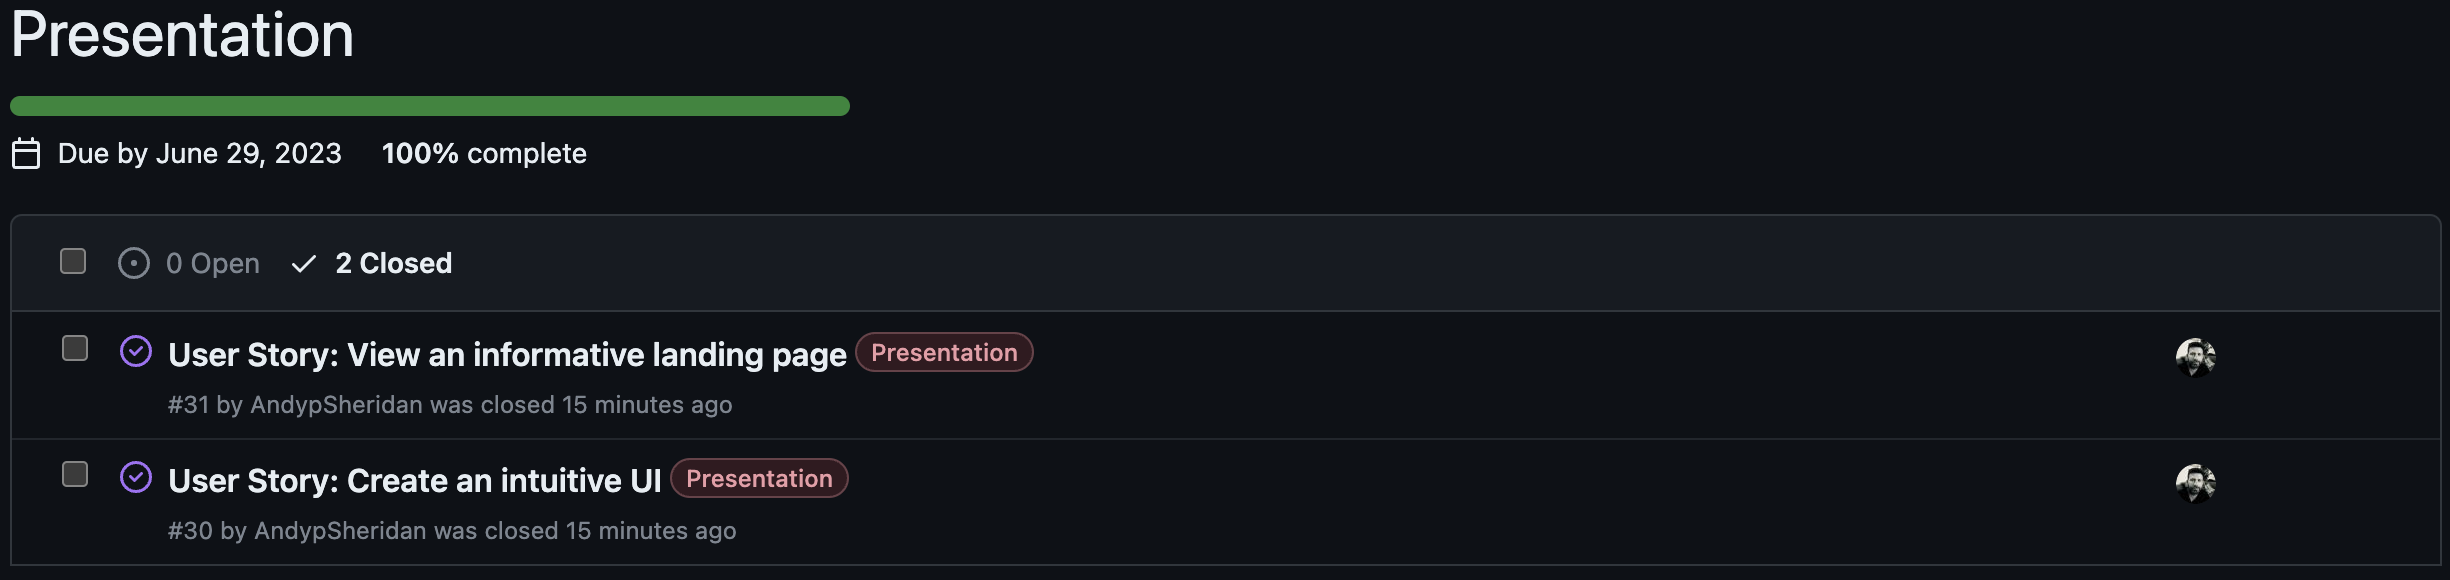 Presentation
Due by June 29, 2023 100% complete
0 Open 2 Closed
User Story: View an informative landing page Presentation
#31 by AndypSheridan was closed 15 minutes ago
User Story: Create an intuitive UI Presentation
#30 by AndypSheridan was closed 15 minutes ago